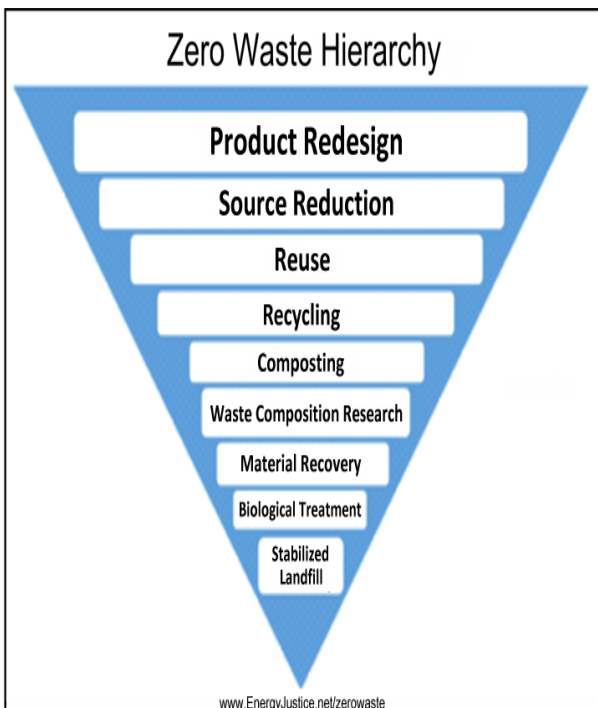 Zero Waste Hierarchy
Product Redesign
Source Reduction
Reuse
Recycling
Composting
Waste Composition Research
Material Recovery
Biological Treatment
Stabilized
Landfill
www.EnergyJustice.net/zerowaste